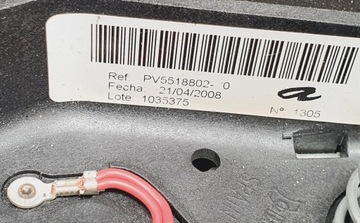 Ref. PV5518802- 0
Fecha: 21/04/2008
Lote: 1035375
a
Nº 1305